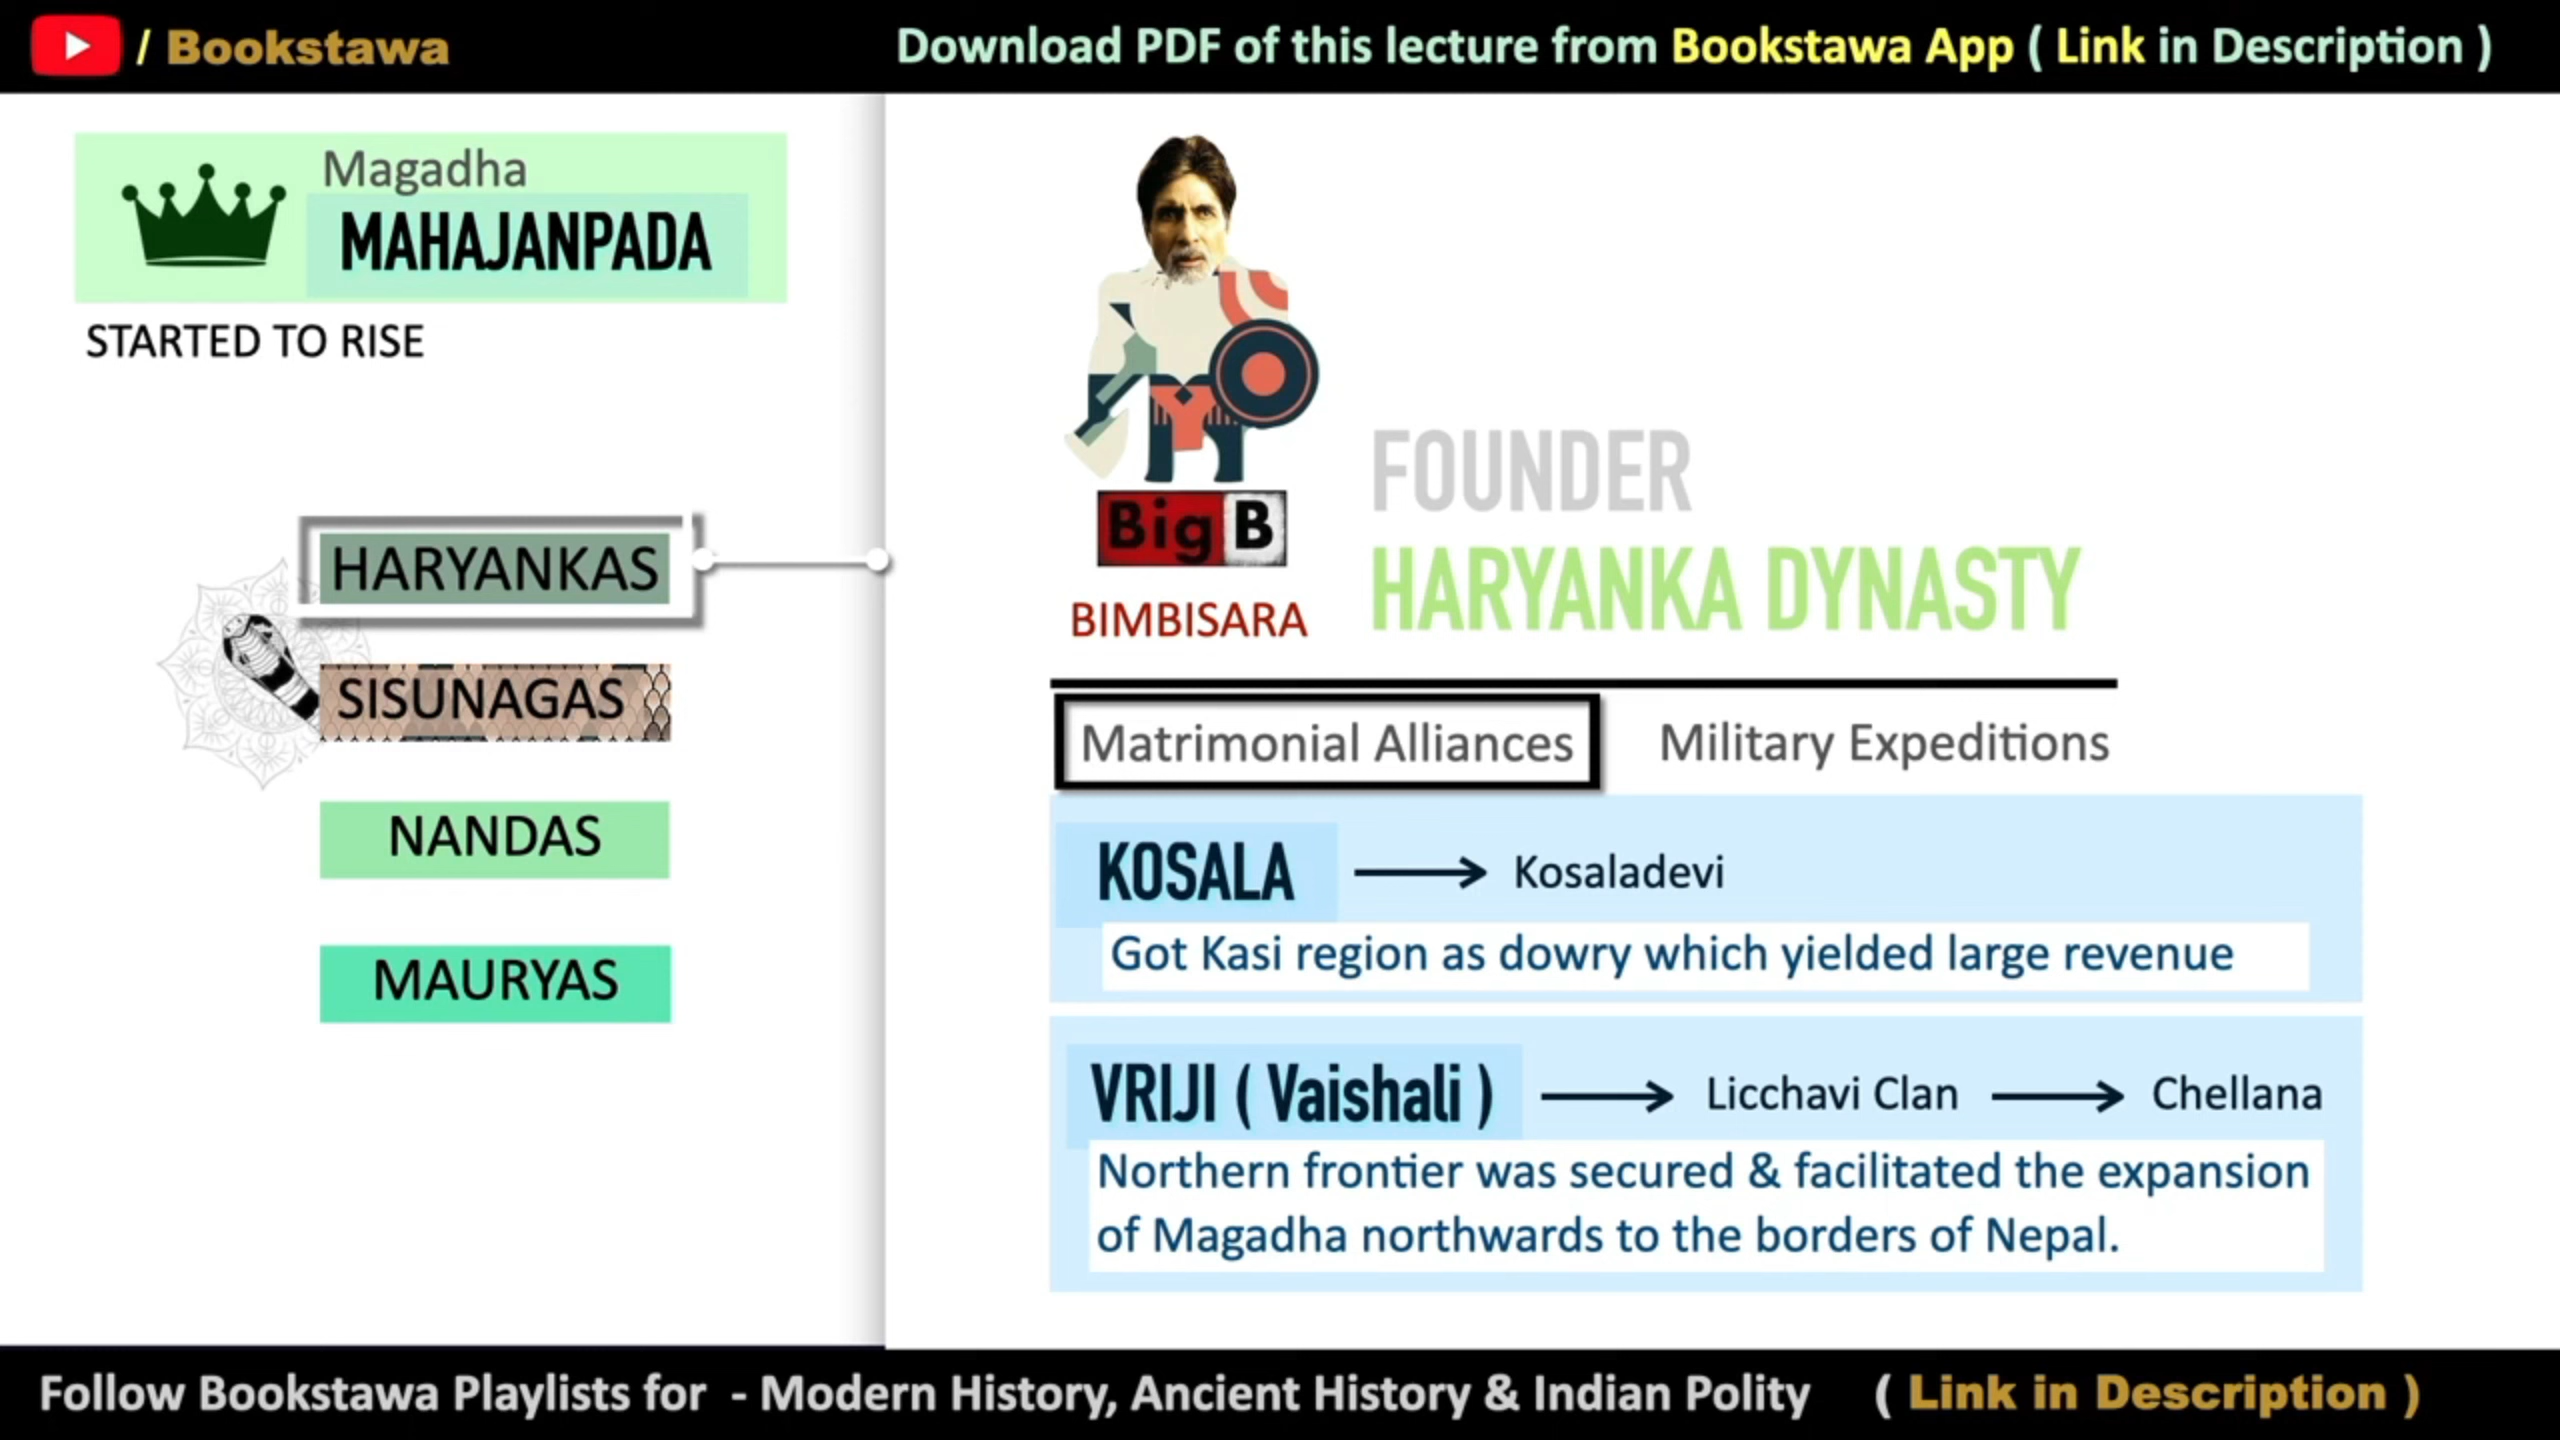 / Bookstawa
Download PDF of this lecture from Bookstawa App ( Link in Description )
Magadha
MAHAJANPADA
STARTED TO RISE
HARYANKAS
SISUNAGAS
NANDAS
MAURYAS
Big B
BIMBISARA
FOUNDER
HARYANKA DYNASTY
Matrimonial Alliances
Military Expeditions
KOSALA
Kosaladevi
Got Kasi region as dowry which yielded large revenue
VRIJI ( Vaishali )
Licchavi Clan
Chellana
Northern frontier was secured & facilitated the expansion
of Magadha northwards to the borders of Nepal.
Follow Bookstawa Playlists for - Modern History, Ancient History & Indian Polity ( Link in Description )